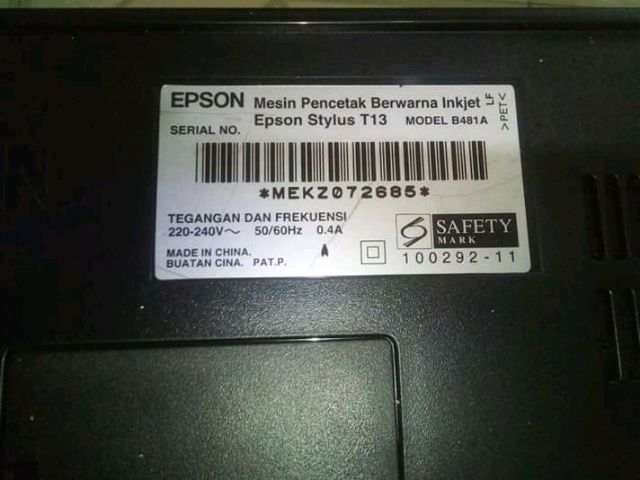 EPSON Mesin Pencetak Berwarna Inkjet
Epson Stylus T13 MODEL B481A
LF
>PET<
SERIAL NO.
*MEKZ072685*
TEGANGAN DAN FREKUENSI
220-240V～ 50/60Hz 0.4A
MADE IN CHINA.
BUATAN CINA. PAT.P.
A
SAFETY
MARK
100292-11